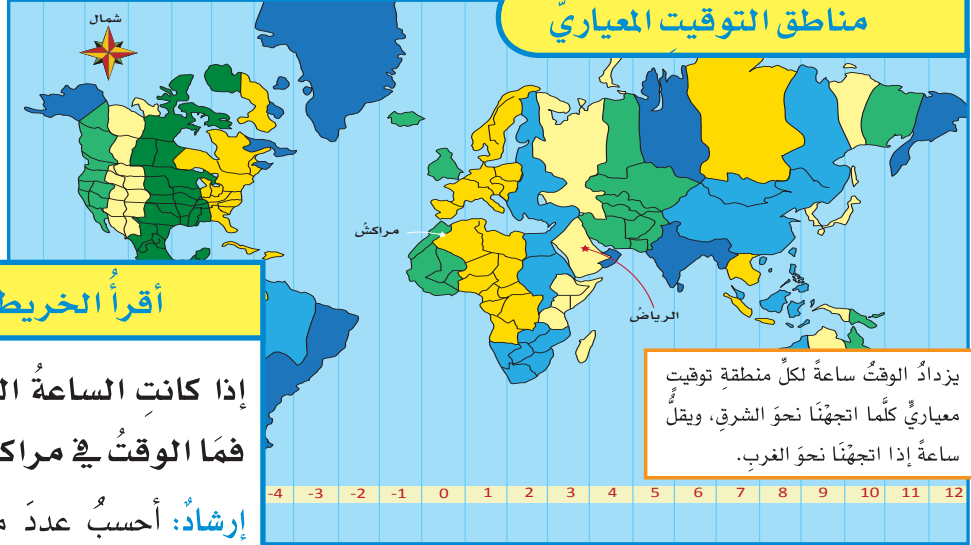 مناطق التوقيتِ المعياريِّ
شمال
مراكشُ
الرياضُ
يزدادُ الوقتُ ساعةً لكلِّ منطقةِ توقيتٍ
معياريٍّ كلَّما اتجهْنَا نحوَ الشرقِ، ويقلُّ
ساعةً إذا اتجهْنَا نحوَ الغربِ.
-4 -3 -2 -1 0 1 2 3 4 5 6 7 8 9 10 11 12
أقرأُ الخريط
إذا كانتِ الساعةُ ال
فمَا الوقتُ في مراك
إرشادٌ: أحسبُ عددَ م